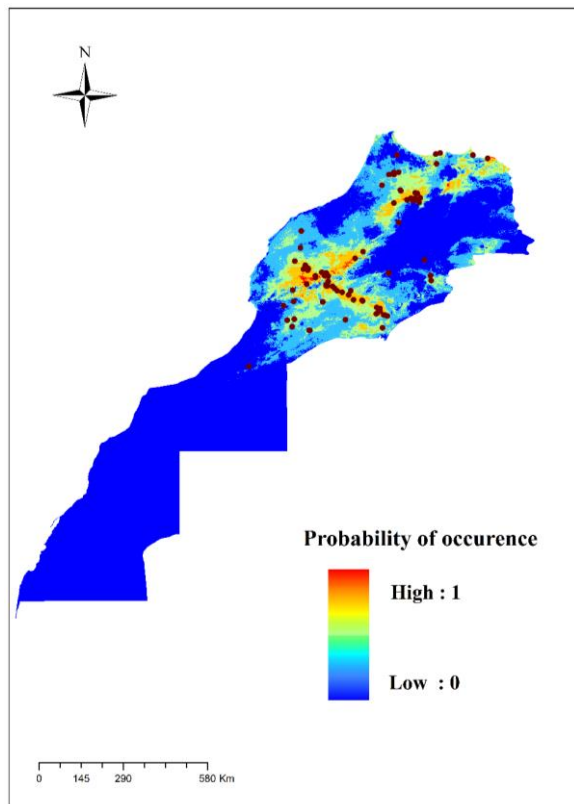 N
Probability of occurence
High : 1
Low : 0
0 145 290 580 Km